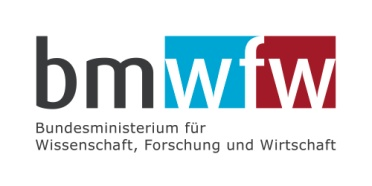 bmwfw
Bundesministerium für
Wissenschaft, Forschung und Wirtschaft